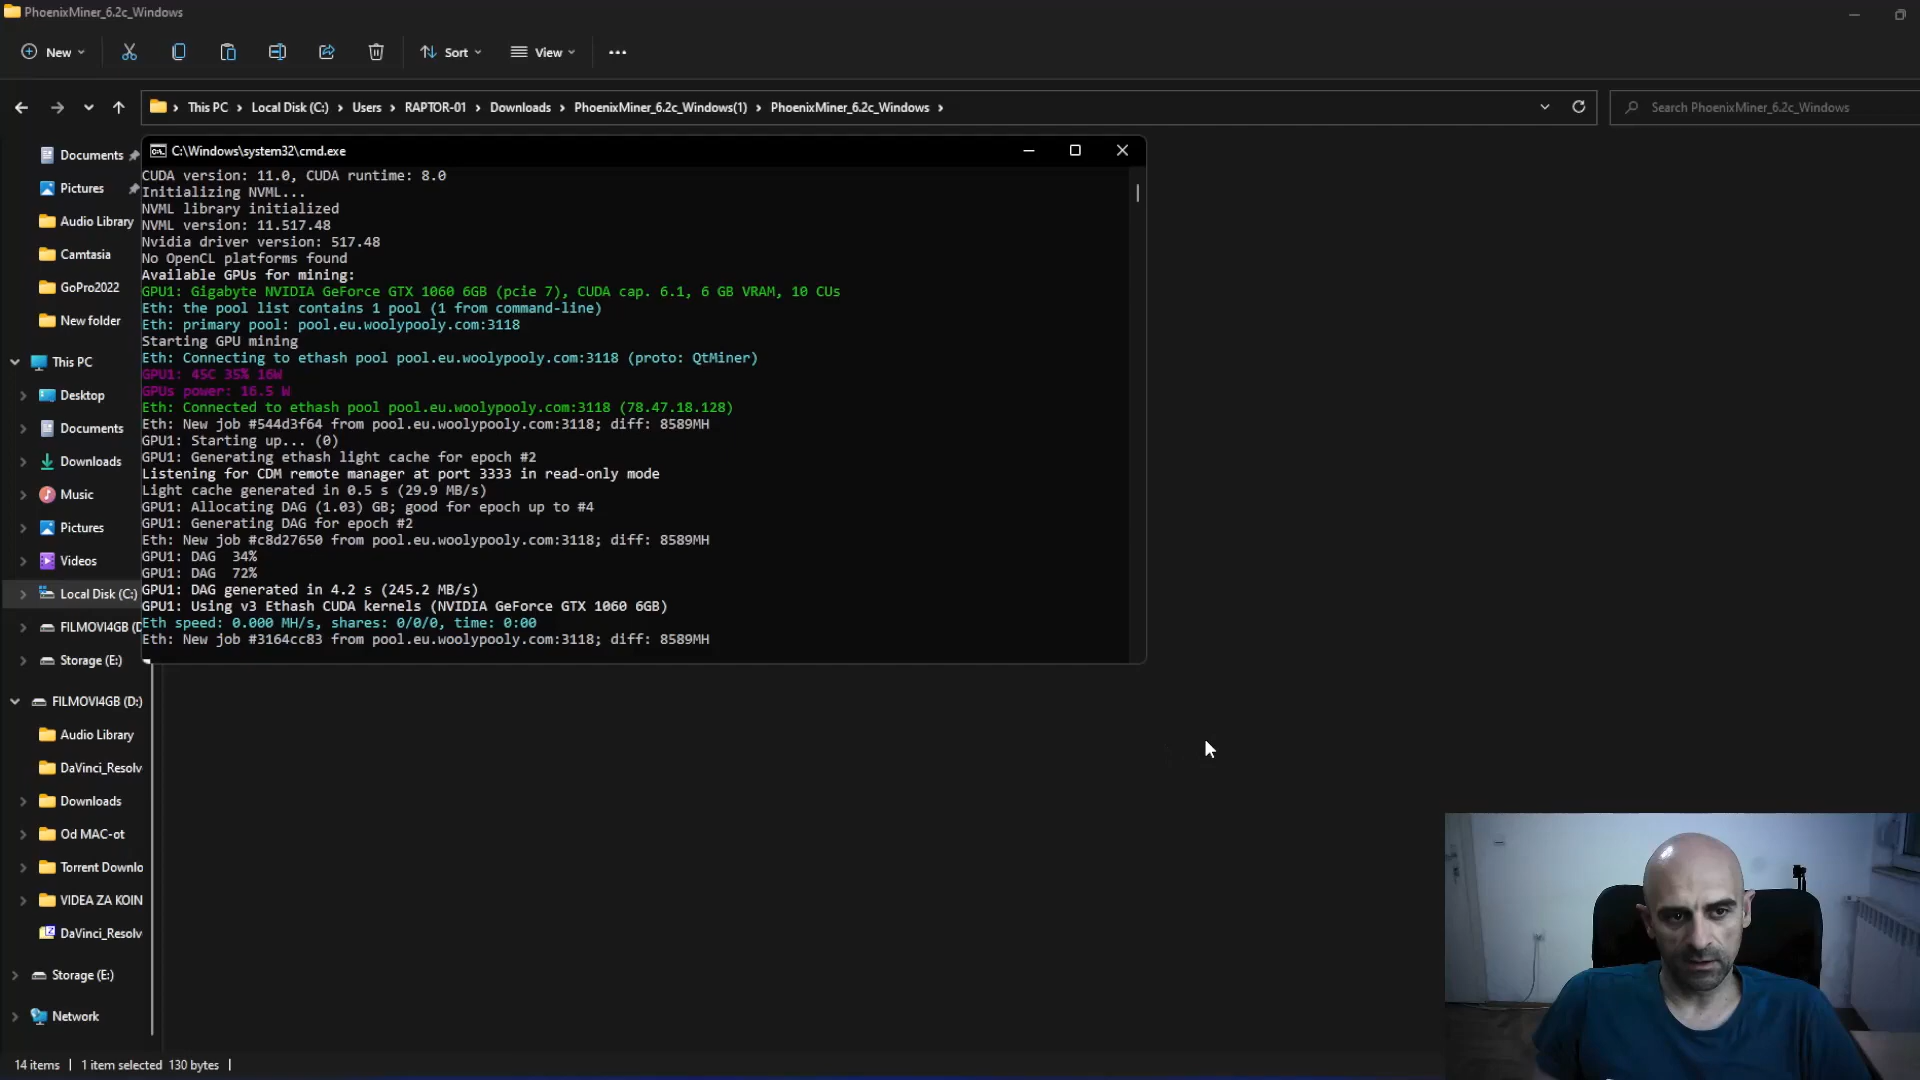 PhoenixMiner_6.2c_Windows
New
Sort
View
This PC > Local Disk (C:) > Users > RAPTOR-01 > Downloads > PhoenixMiner_6.2c_Windows(1) > PhoenixMiner_6.2c_Windows >
Search PhoenixMiner_6.2c_Windows
Documents
Pictures
Audio Library
Camtasia
GoPro2022
New folder
This PC
Desktop
Documents
Downloads
Music
Pictures
Videos
Local Disk (C:)
FILMOVI4GB (D
Storage (E:)
FILMOVI4GB (D:)
Audio Library
DaVinci_Resolv
Downloads
Od MAC-ot
Torrent Downlo
VIDEA ZA KOIN
DaVinci_Resolv
Storage (E:)
Network
C:\Windows\system32\cmd.exe
CUDA version: 11.0, CUDA runtime: 8.0
Initializing NVML...
NVML library initialized
NVML version: 11.517.48
Nvidia driver version: 517.48
No OpenCL platforms found
Available GPUs for mining:
GPU1: Gigabyte NVIDIA GeForce GTX 1060 6GB (pcie 7), CUDA cap. 6.1, 6 GB VRAM, 10 CUs
Eth: the pool list contains 1 pool (1 from command-line)
Eth: primary pool: pool.eu.woolypooly.com:3118
Starting GPU mining
Eth: Connecting to ethash pool pool.eu.woolypooly.com:3118 (proto: QtMiner)
GPU1: 45C 35% 16W
GPUs power: 16.5 W
Eth: Connected to ethash pool pool.eu.woolypooly.com:3118 (78.47.18.128)
Eth: New job #544d3f64 from pool.eu.woolypooly.com:3118; diff: 8589MH
GPU1: Starting up... (0)
GPU1: Generating ethash light cache for epoch #2
Listening for CDM remote manager at port 3333 in read-only mode
Light cache generated in 0.5 s (29.9 MB/s)
GPU1: Allocating DAG (1.03) GB; good for epoch up to #4
GPU1: Generating DAG for epoch #2
Eth: New job #c8d27650 from pool.eu.woolypooly.com:3118; diff: 8589MH
GPU1: DAG  34%
GPU1: DAG  72%
GPU1: DAG generated in 4.2 s (245.2 MB/s)
GPU1: Using v3 Ethash CUDA kernels (NVIDIA GeForce GTX 1060 6GB)
Eth speed: 0.000 MH/s, shares: 0/0/0, time: 0:00
Eth: New job #3164cc83 from pool.eu.woolypooly.com:3118; diff: 8589MH
14 items | 1 item selected 130 bytes |